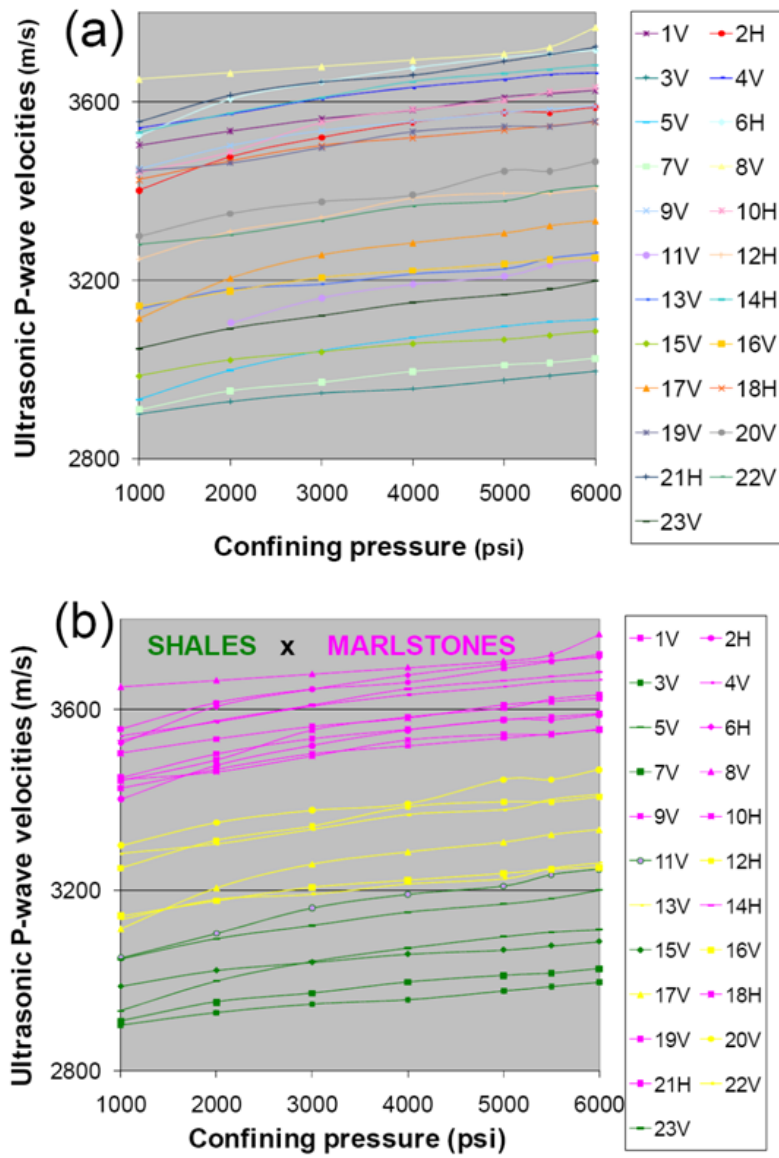 (a)
Ultrasonic P-wave velocities (m/s)
3600
3200
2800
1000 2000 3000 4000 5000 6000
Confining pressure (psi)
1V 2H
3V 4V
5V 6H
7V 8V
9V 10H
11V 12H
13V 14H
15V 16V
17V 18H
19V 20V
21H 22V
23V
(b)
SHALES x MARLSTONES
Ultrasonic P-wave velocities (m/s)
3600
3200
2800
1000 2000 3000 4000 5000 6000
Confining pressure (psi)
1V 2H
3V 4V
5V 6H
7V 8V
9V 10H
11V 12H
13V 14H
15V 16V
17V 18H
19V 20V
21H 22V
23V